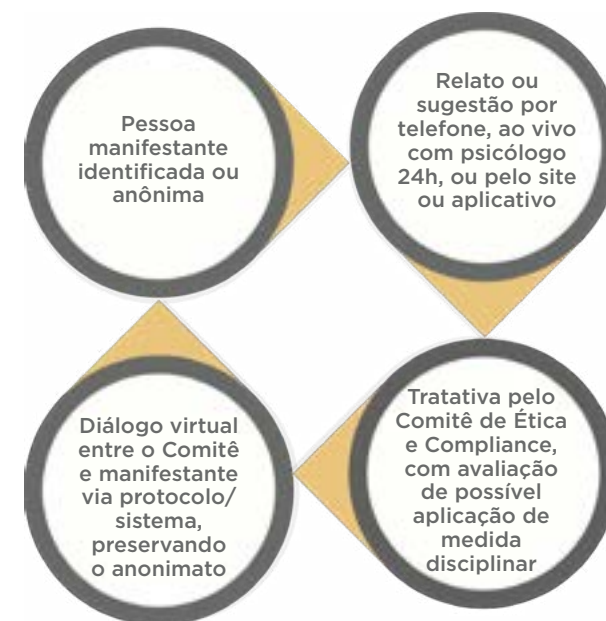 Pessoa
manifestante
identificada ou
anônima
Relato ou
sugestão por
telefone, ao vivo
com psicólogo
24h, ou pelo site
ou aplicativo
Tratativa pelo
Comitê de Ética
e Compliance,
com avaliação
de possível
aplicação de
medida
disciplinar
Diálogo virtual
entre o Comitê
e manifestante
via protocolo/
sistema,
preservando
o anonimato